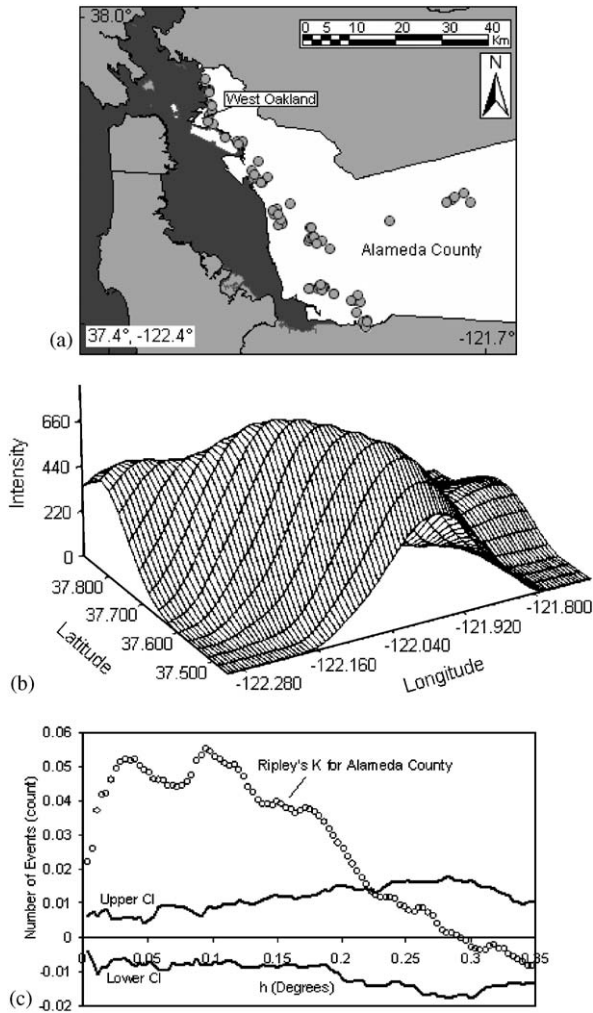 38.0°
0 5 10 20 30 40
Km
N
West Oakland
Alameda County
37.4°, -122.4°
-121.7°
(a)
660
440
220
0
Intensity
37.800
37.700
37.600
37.500
Latitude
-122.280
-122.160
-122.040
-121.920
-121.800
Longitude
(b)
0.06
0.05
0.04
0.03
0.02
0.01
0
-0.01
-0.02
Number of Events (count)
Ripley's K for Alameda County
Upper CI
Lower CI
0 0.05 0.1 0.15 0.2 0.25 0.3 0.35
h (Degrees)
(c)